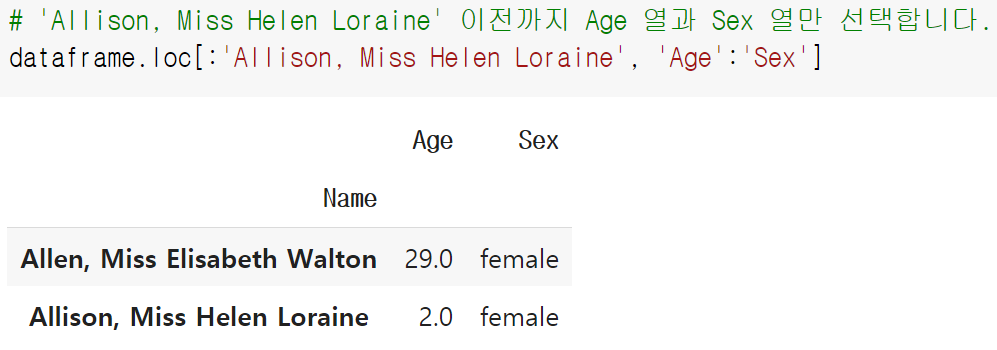 # 'Allison, Miss Helen Loraine' 이전까지 Age 열과 Sex 열만 선택합니다.
dataframe.loc[:'Allison, Miss Helen Loraine', 'Age':'Sex']
Age Sex
Name
Allen, Miss Elisabeth Walton 29.0 female
Allison, Miss Helen Loraine 2.0 female